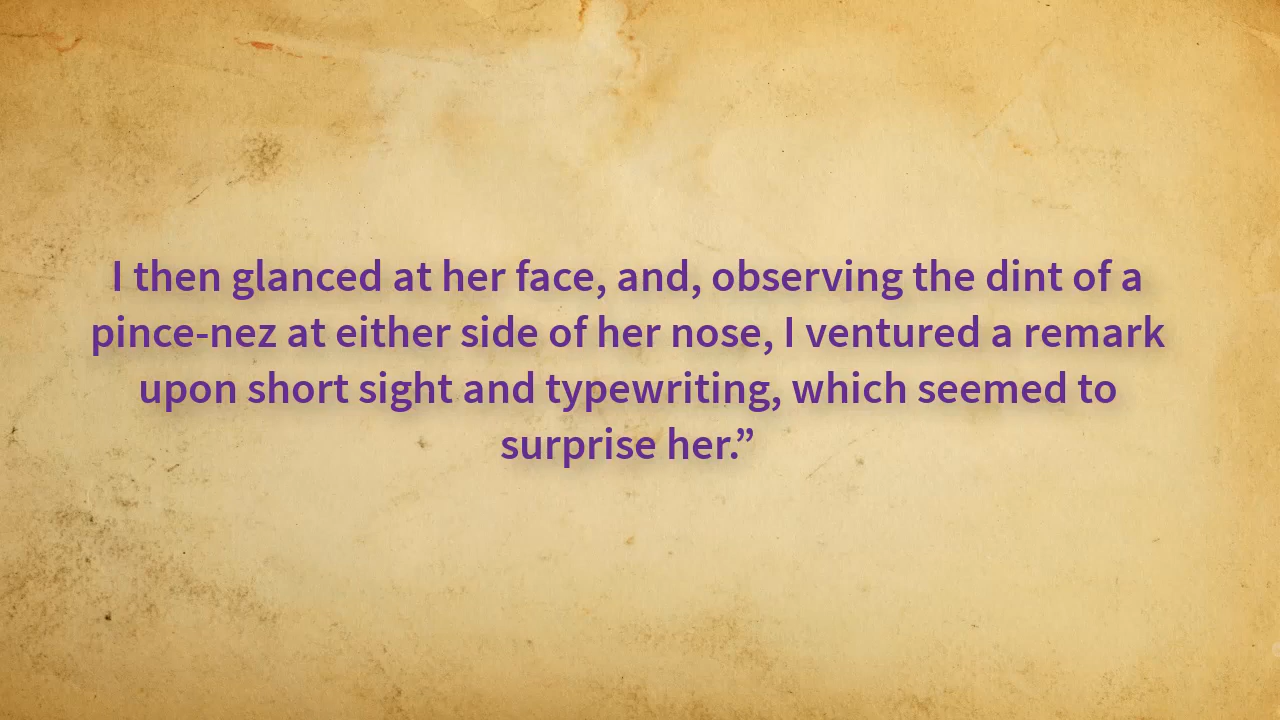 I then glanced at her face, and, observing the dint of a
pince-nez at either side of her nose, I ventured a remark
upon short sight and typewriting, which seemed to
surprise her.”